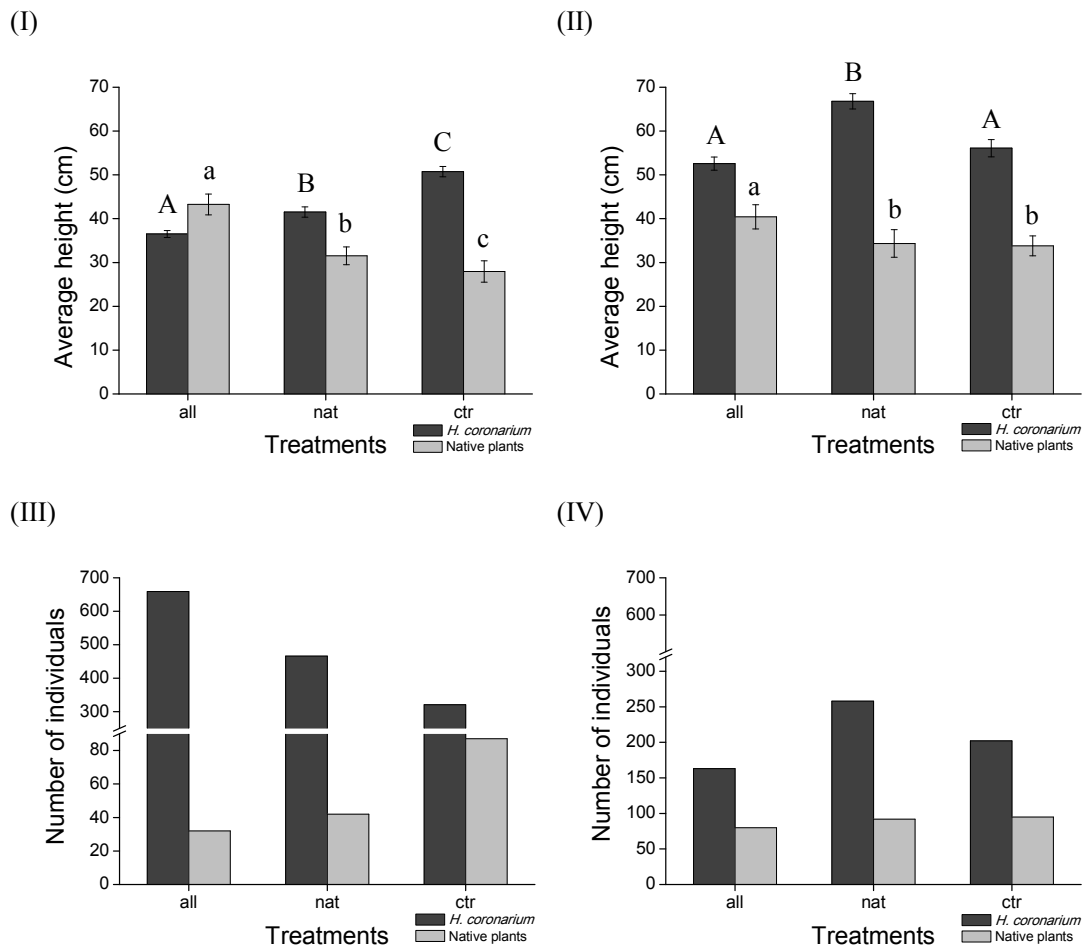 (I)
70
60
50
40
30
20
10
0
Average height (cm)
A
a
B
b
C
c
all
nat
ctr
Treatments
H. coronarium
Native plants
(II)
70
60
50
40
30
20
10
0
Average height (cm)
A
a
B
b
A
b
all
nat
ctr
Treatments
H. coronarium
Native plants
(III)
700
600
500
400
300
80
60
40
20
0
Number of individuals
all
nat
ctr
Treatments
H. coronarium
Native plants
(IV)
700
600
300
250
200
150
100
50
0
Number of individuals
all
nat
ctr
Treatments
H. coronarium
Native plants